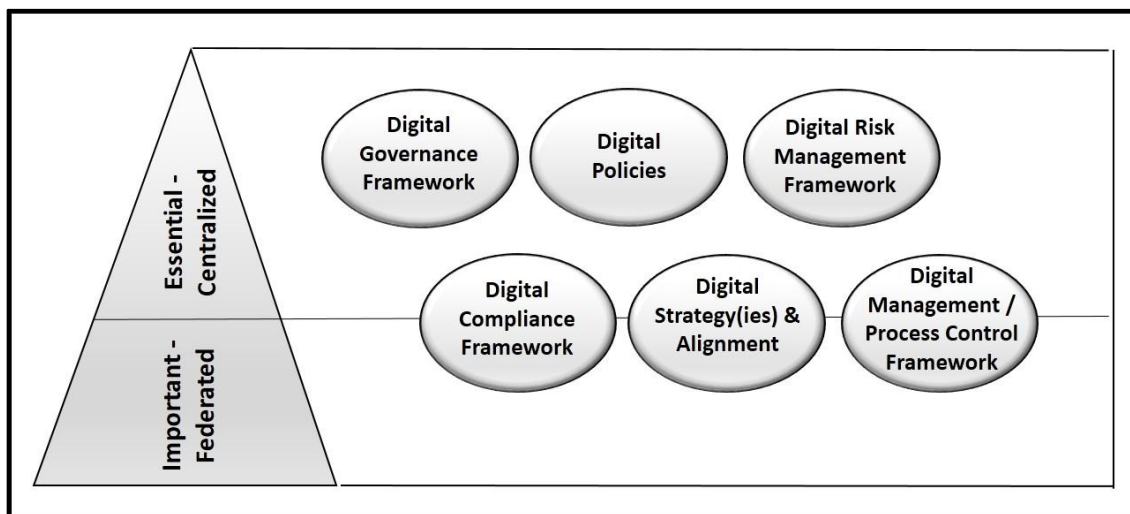 Essential -
Centralized
Important -
Federated
Digital
Governance
Framework
Digital
Policies
Digital Risk
Management
Framework
Digital
Compliance
Framework
Digital
Strategy(ies) &
Alignment
Digital
Management /
Process Control
Framework